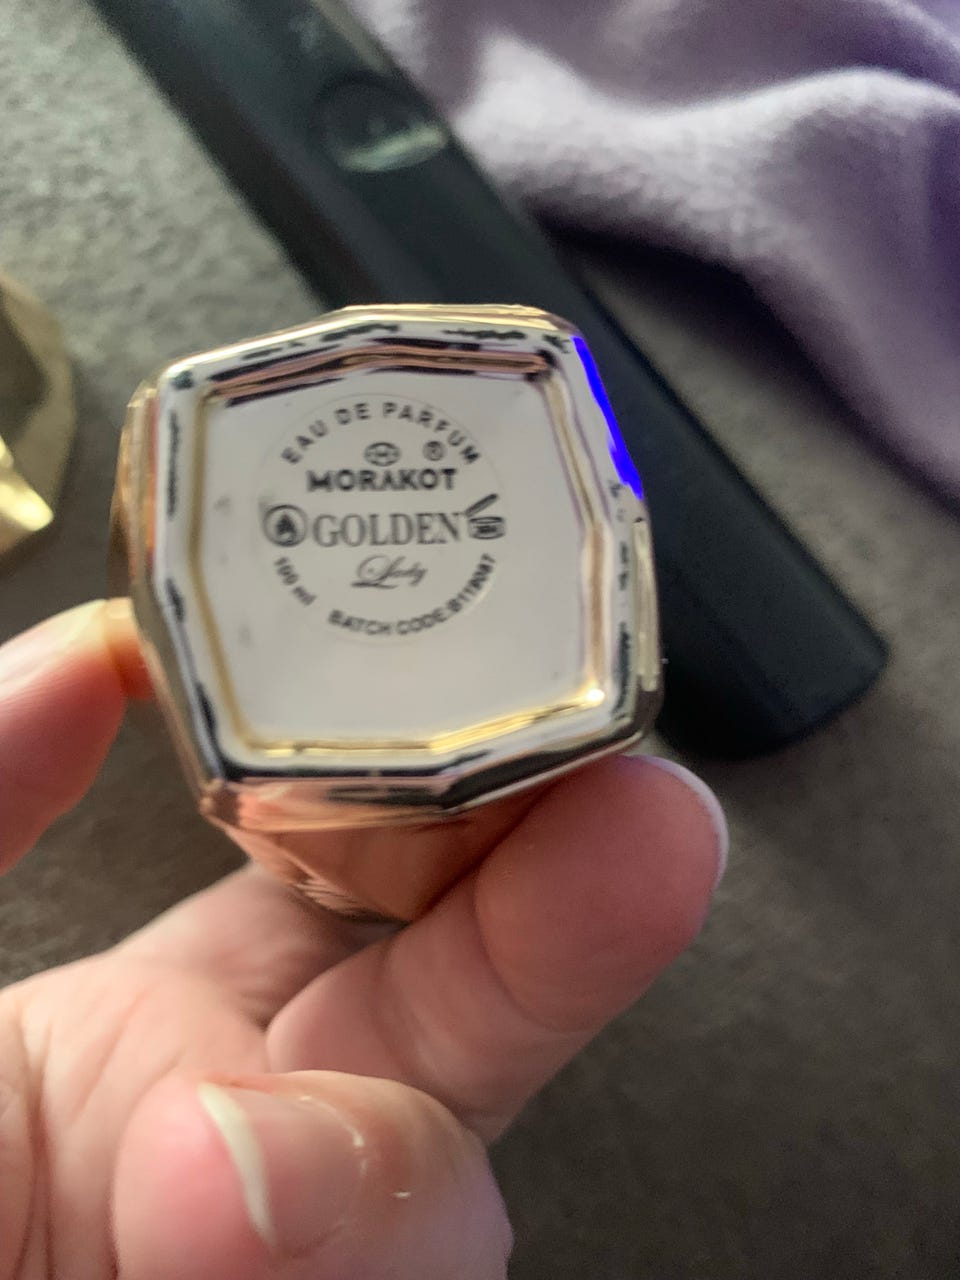 EAU DE PARFUM
®
MORAKOT
GOLDEN
Lady
100 ml
BATCH CODE: